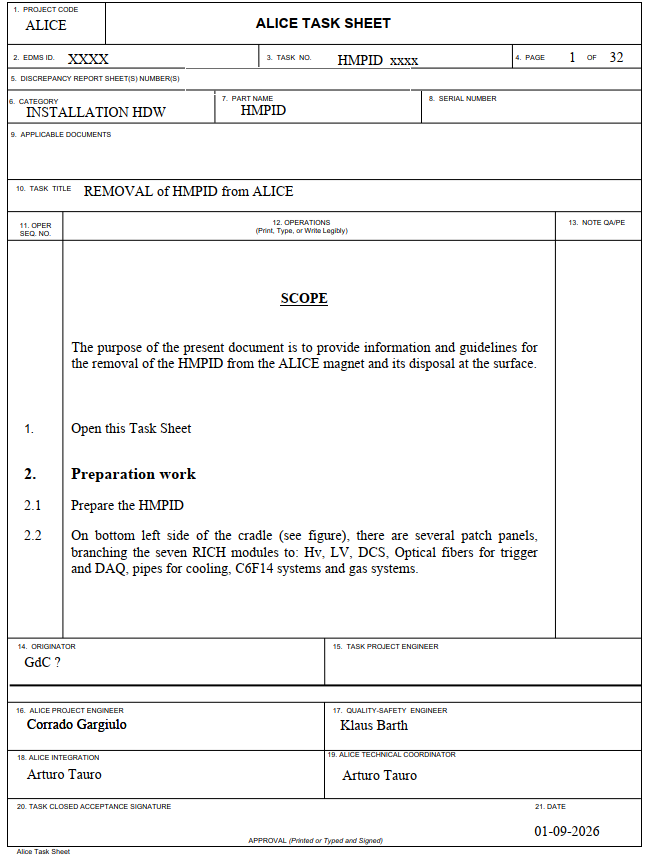 1. PROJECT CODE
ALICE
ALICE TASK SHEET
2. EDMS ID. XXXX
3. TASK NO. HMPID xxxx
4. PAGE 1 OF 32
5. DISCREPANCY REPORT SHEET(S) NUMBER(S)
6. CATEGORY
INSTALLATION HDW
7. PART NAME
HMPID
8. SERIAL NUMBER
9. APPLICABLE DOCUMENTS
10. TASK TITLE REMOVAL of HMPID from ALICE
11. OPER
SEQ. NO.
12. OPERATIONS
(Print, Type, or Write Legibly)
13. NOTE QA/PE
SCOPE
The purpose of the present document is to provide information and guidelines for
the removal of the HMPID from the ALICE magnet and its disposal at the surface.
1. Open this Task Sheet
2. Preparation work
2.1 Prepare the HMPID
2.2 On bottom left side of the cradle (see figure), there are several patch panels,
branching the seven RICH modules to: Hv, LV, DCS, Optical fibers for trigger
and DAQ, pipes for cooling, C6F14 systems and gas systems.
14. ORIGINATOR
GdC ?
15. TASK PROJECT ENGINEER
16. ALICE PROJECT ENGINEER
Corrado Gargiulo
17. QUALITY-SAFETY ENGINEER
Klaus Barth
18. ALICE INTEGRATION
Arturo Tauro
19. ALICE TECHNICAL COORDINATOR
Arturo Tauro
20. TASK CLOSED ACCEPTANCE SIGNATURE
21. DATE
01-09-2026
APPROVAL (Printed or Typed and Signed)
Alice Task Sheet